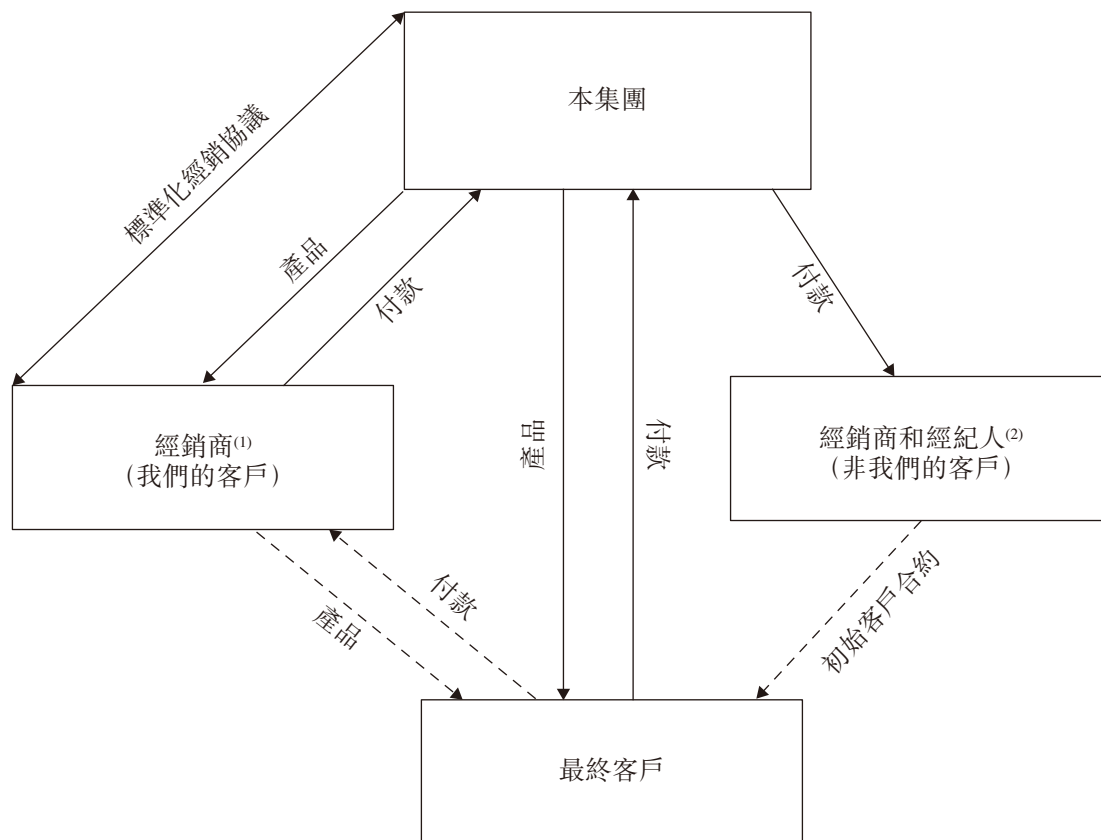 本集團
標準化經銷協議
產品
付款
付款
經銷商(1)
(我們的客戶)
產品
付款
經銷商和經紀人(2)
(非我們的客戶)
付款
產品
初始客戶合約
最終客戶